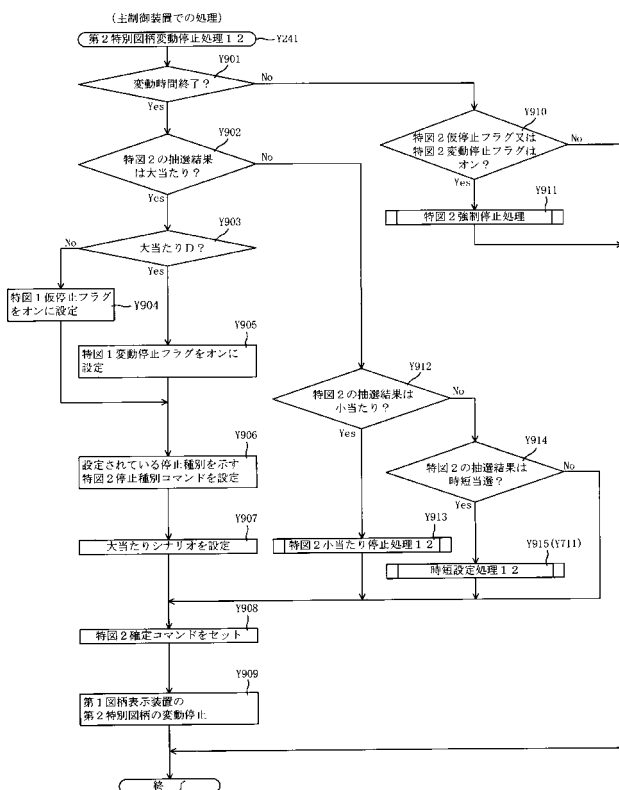 (主制御装置での処理)
第2特別図柄変動停止処理12
Y241
Y901
変動時間終了?
No
Yes
Y902
特図2の抽選結果
は大当たり?
No
Yes
Y910
特図2仮停止フラグ又は
特図2変動停止フラグは
オン?
No
Yes
Y911
特図2強制停止処理
Y903
大当たりD?
No
Yes
特図1仮停止フラグ
をオンに設定
Y904
Y905
特図1変動停止フラグをオンに
設定
Y912
特図2の抽選結果は
小当たり?
No
Yes
Y914
特図2の抽選結果は
時短当選?
No
Yes
Y906
設定されている停止種別を示す
特図2停止種別コマンドを設定
Y907
大当たりシナリオを設定
Y913
特図2小当たり停止処理12
Y915(Y711)
時短設定処理12
Y908
特図2確定コマンドをセット
Y909
第1図柄表示装置の
第2特別図柄の変動停止
終 了